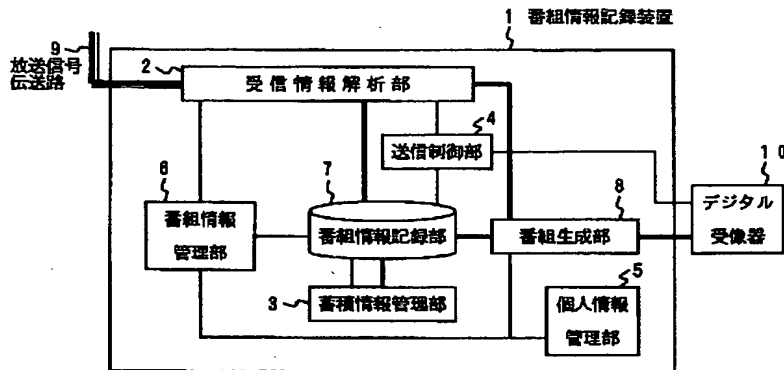 1 番組情報記録装置
9
放送信号
伝送路
2
受信情報解析部
4
送信制御部
10
デジタル
受像器
6
番組情報
管理部
7
番組情報記録部
8
番組生成部
3
蓄積情報管理部
5
個人情報
管理部